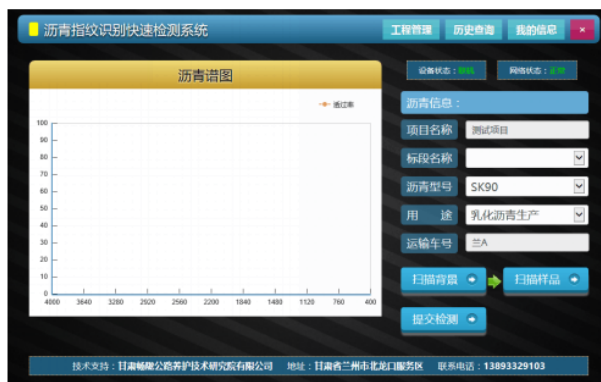 沥青指纹识别快速检测系统
工程管理 历史查询 我的信息 ×
沥青谱图
设备状态： 网络状态：正常
透过率
沥青信息：
100
90
80
70
60
50
40
30
20
10
0
4000 3640 3280 2920 2560 2200 1840 1480 1120 760 400
项目名称 测试项目
标段名称
沥青型号 SK90
用 途 乳化沥青生产
运输车号 兰A
扫描背景 扫描样品
提交检测
技术支持：甘肃畅陇公路养护技术研究院有限公司 地址：甘肃省兰州市北龙口服务区 联系电话：13893329103